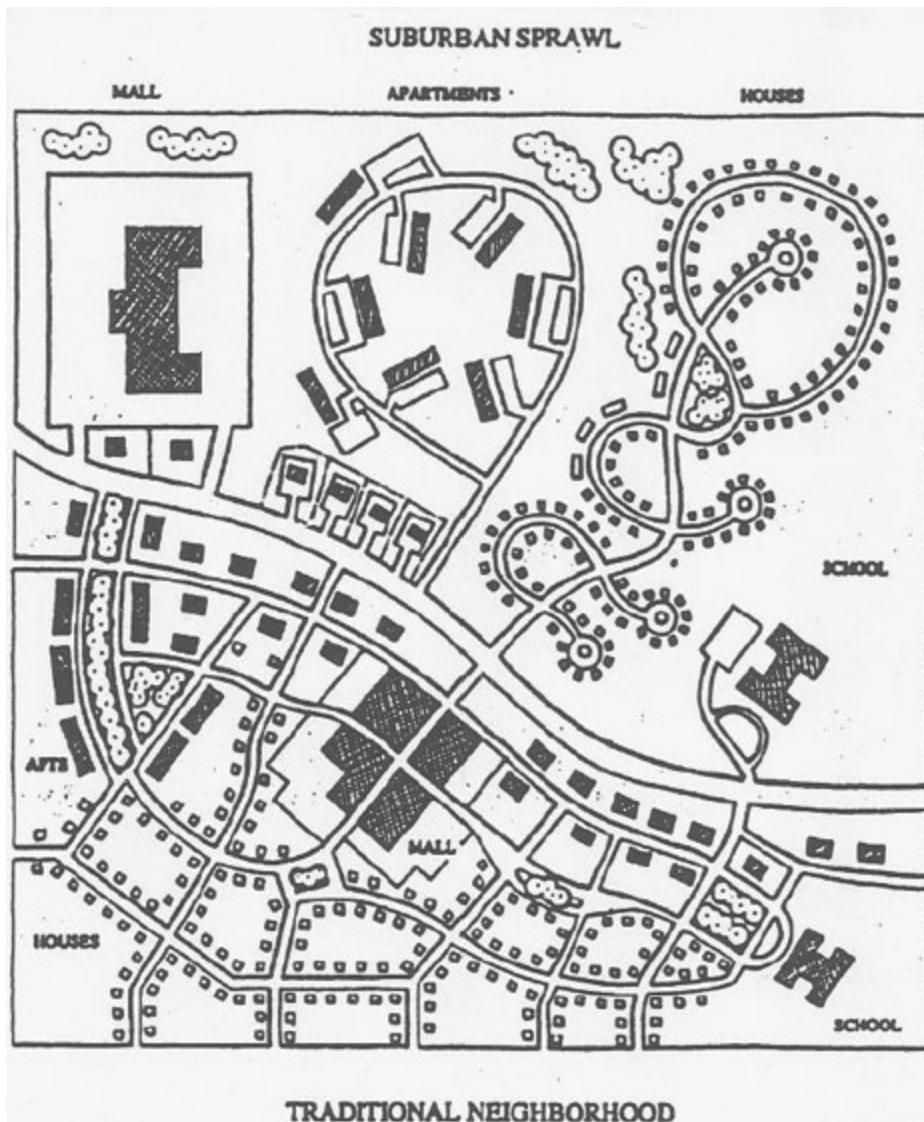 SUBURBAN SPRAWL
MALL APARTMENTS HOUSES
SCHOOL
APTS
MALL
HOUSES
SCHOOL
TRADITIONAL NEIGHBORHOOD